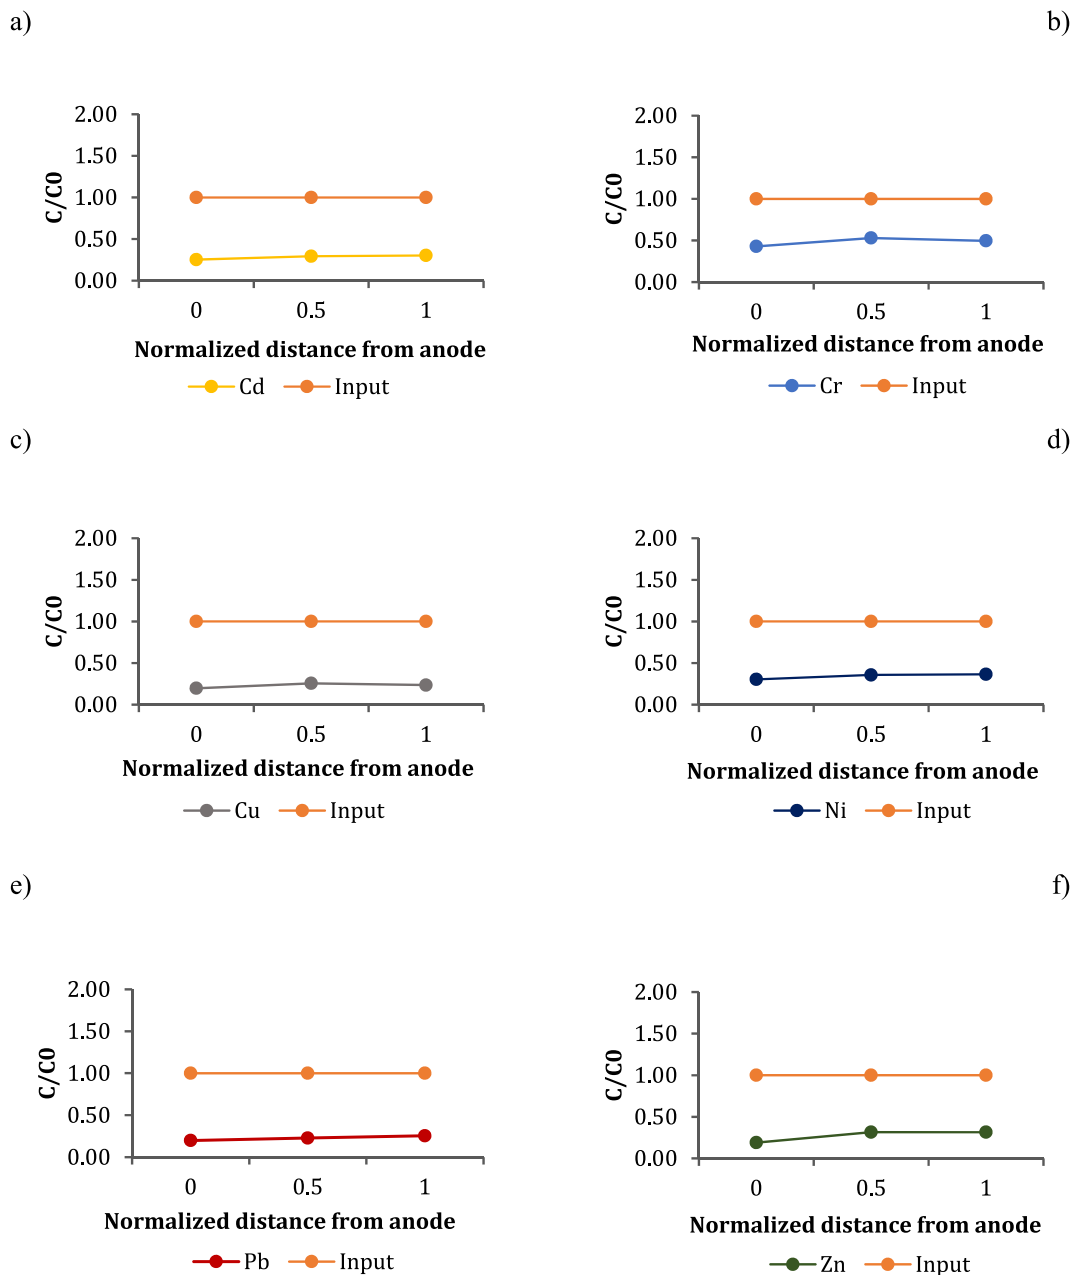 a)
b)
2.00
1.50
1.00
0.50
0.00
C/C0
0 0.5 1
Normalized distance from anode
Cd Input
2.00
1.50
1.00
0.50
0.00
C/C0
0 0.5 1
Normalized distance from anode
Cr Input
c)
d)
2.00
1.50
1.00
0.50
0.00
C/C0
0 0.5 1
Normalized distance from anode
Cu Input
2.00
1.50
1.00
0.50
0.00
C/C0
0 0.5 1
Normalized distance from anode
Ni Input
e)
f)
2.00
1.50
1.00
0.50
0.00
C/C0
0 0.5 1
Normalized distance from anode
Pb Input
2.00
1.50
1.00
0.50
0.00
C/C0
0 0.5 1
Normalized distance from anode
Zn Input